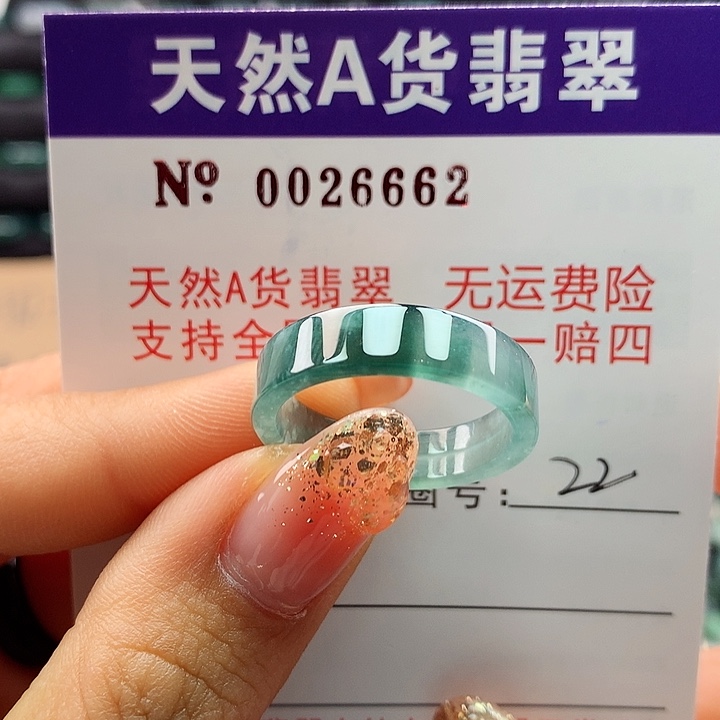 天然A货翡翠
Nº 0026662
天然A货翡翠 无运费险
支持全 一赔四
圈号: 22